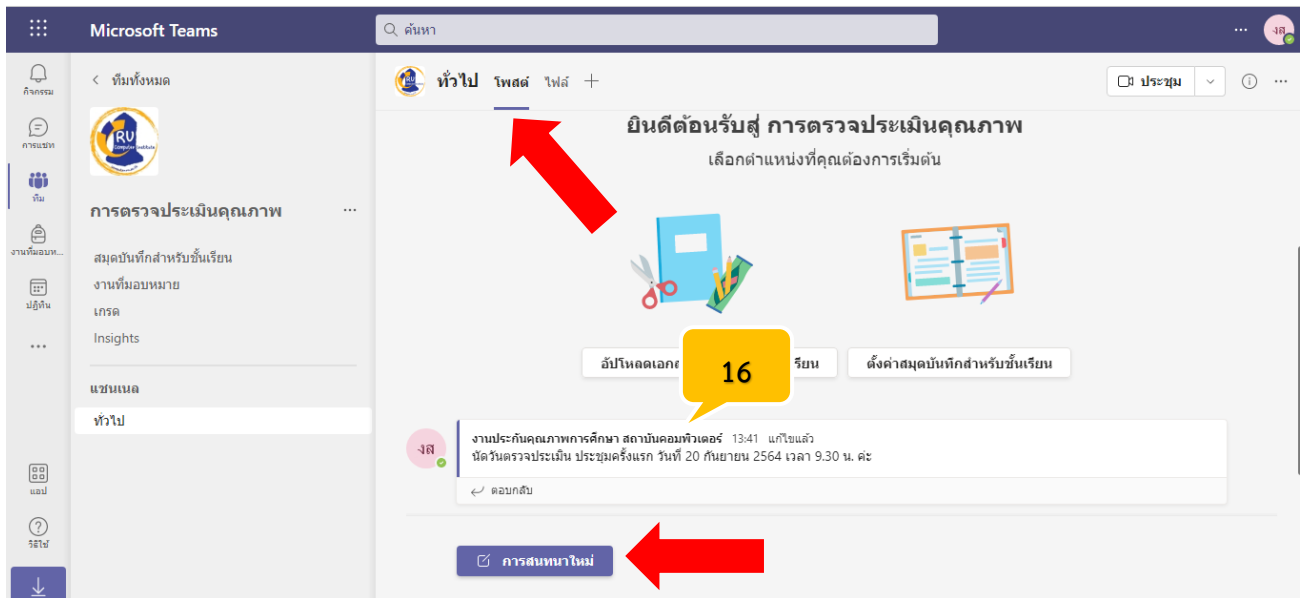 Microsoft Teams
ค้นหา
งส
กิจกรรม
การแชท
ทีม
งานที่มอบห...
ปฏิทิน
แอป
วิธีใช้
ทีมทั้งหมด
RU
การตรวจประเมินคุณภาพ
สมุดบันทึกสำหรับชั้นเรียน
งานที่มอบหมาย
เกรด
Insights
แชนเนล
ทั่วไป
ทั่วไป โพสต์ ไฟล์
ประชุม
ยินดีต้อนรับสู่ การตรวจประเมินคุณภาพ
เลือกตำแหน่งที่คุณต้องการเริ่มต้น
อัปโหลดเอกส รียน
ตั้งค่าสมุดบันทึกสำหรับชั้นเรียน
16
งส
งานประกันคุณภาพการศึกษา สถาบันคอมพิวเตอร์ 13:41 แก้ไขแล้ว
นัดวันตรวจประเมิน ประชุมครั้งแรก วันที่ 20 กันยายน 2564 เวลา 9.30 น. ค่ะ
ตอบกลับ
การสนทนาใหม่